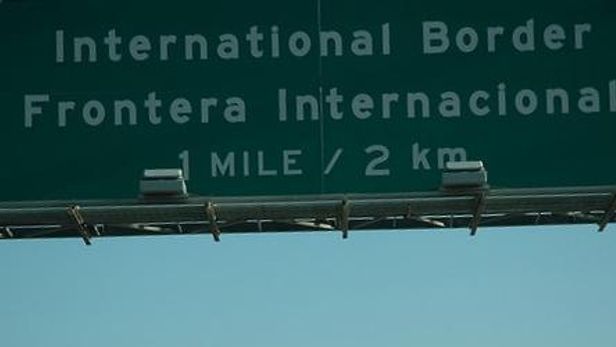 International Border
Frontera Internacional
1 MILE / 2 km